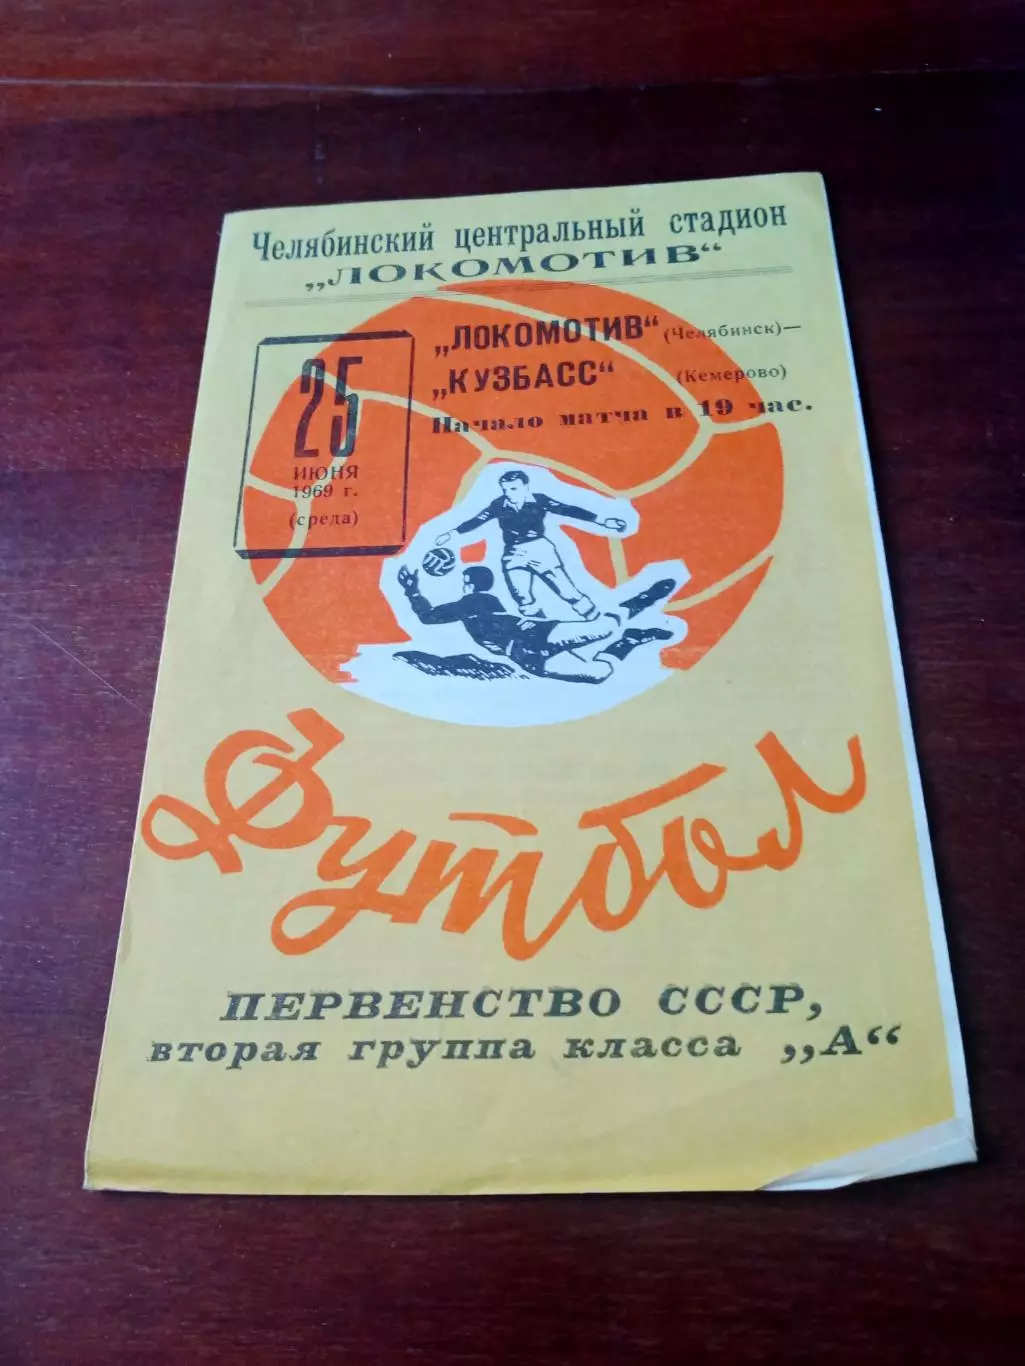 Челябинский центральный стадион
„ЛОКОМОТИВ“
25
ИЮНЯ
1969 г.
(среда)
„ЛОКОМОТИВ“ (Челябинск)—
„КУЗБАСС“ (Кемерово)
Начало матча в 19 час.
Футбол
ПЕРВЕНСТВО СССР,
вторая группа класса „А“